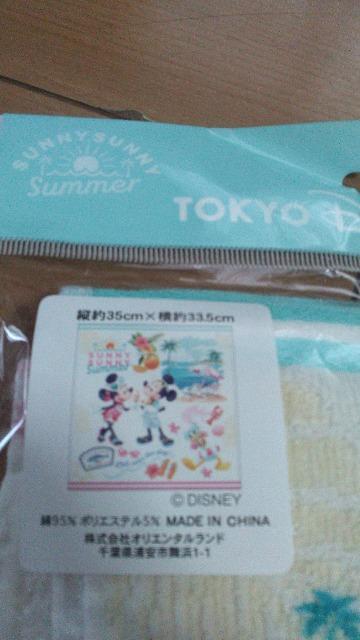 SUNNY SUNNY
Summer
TOKYO
縦約35cm×横約33.5cm
SUNNY
SUNNY
Summer
©DISNEY
綿95% ポリエステル5% MADE IN CHINA
株式会社オリエンタルランド
千葉県浦安市舞浜1-1